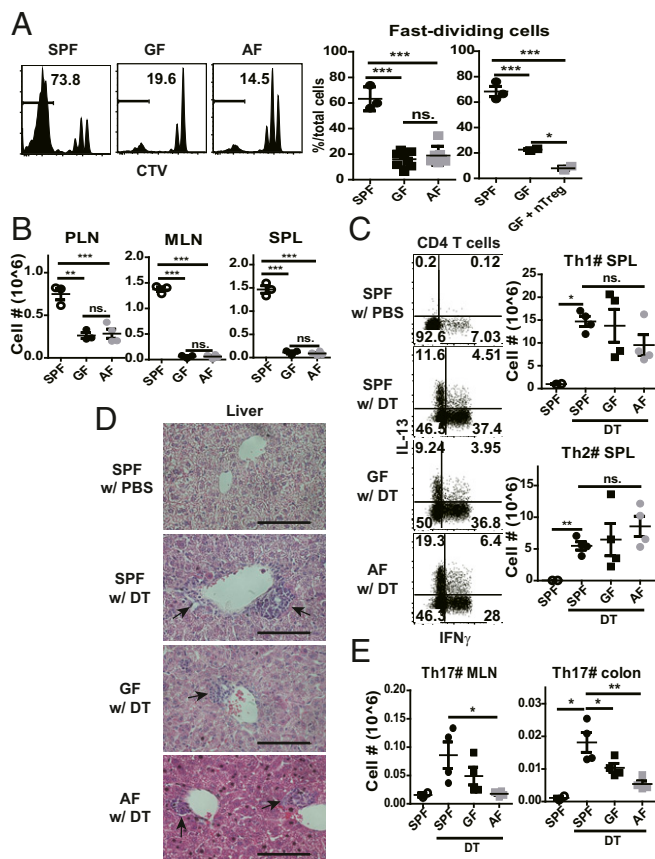 A
Fast-dividing cells
SPF GF AF
73.8 19.6 14.5
CTV
%/total cells
80
60
40
20
0
***
***
ns.
SPF GF AF
80
60
40
20
0
***
***
*
SPF GF GF + nTreg
B
PLN MLN SPL
Cell # (10^6)
1.0
0.5
0.0
***
**
ns.
SPF GF AF
2.0
1.5
1.0
0.5
0.0
***
***
ns.
SPF GF AF
2.0
1.5
1.0
0.5
0.0
***
***
ns.
SPF GF AF
C
CD4 T cells
SPF w/ PBS
0.2 0.12
92.6 7.03
SPF w/ DT
11.6 4.51
46.5 37.4
GF w/ DT
9.24 3.95
50 36.8
AF w/ DT
19.3 6.4
46.3 28
IL-13
IFNγ
Th1# SPL
Cell # (10^6)
25
20
15
10
5
0
*
ns.
SPF SPF GF AF
DT
Th2# SPL
Cell # (10^6)
20
15
10
5
0
**
ns.
SPF SPF GF AF
DT
D
Liver
SPF w/ PBS
SPF w/ DT
GF w/ DT
AF w/ DT
E
Th17# MLN Th17# colon
Cell # (10^6)
0.20
0.15
0.10
0.05
0.00
*
SPF SPF GF AF
DT
0.03
0.02
0.01
0.00
*
**
*
SPF SPF GF AF
DT